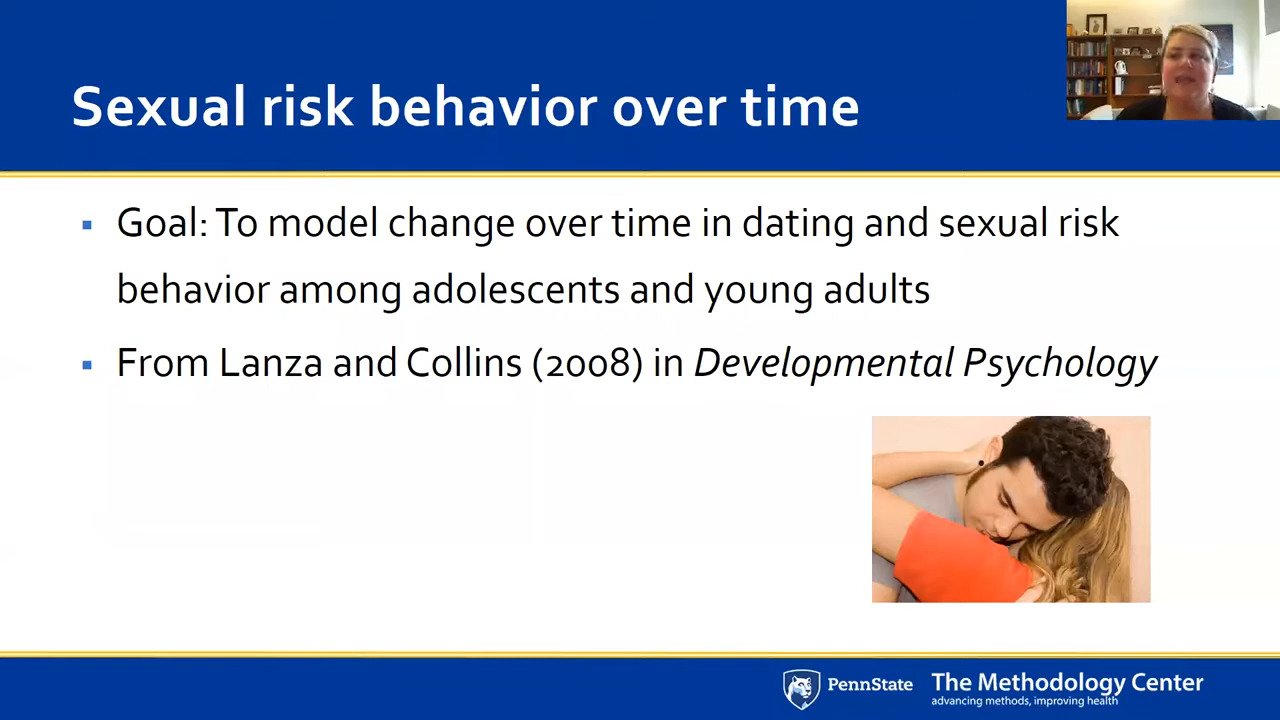 Sexual risk behavior over time
▪ Goal: To model change over time in dating and sexual risk
behavior among adolescents and young adults
▪ From Lanza and Collins (2008) in Developmental Psychology
PennState
The Methodology Center
advancing methods, improving health